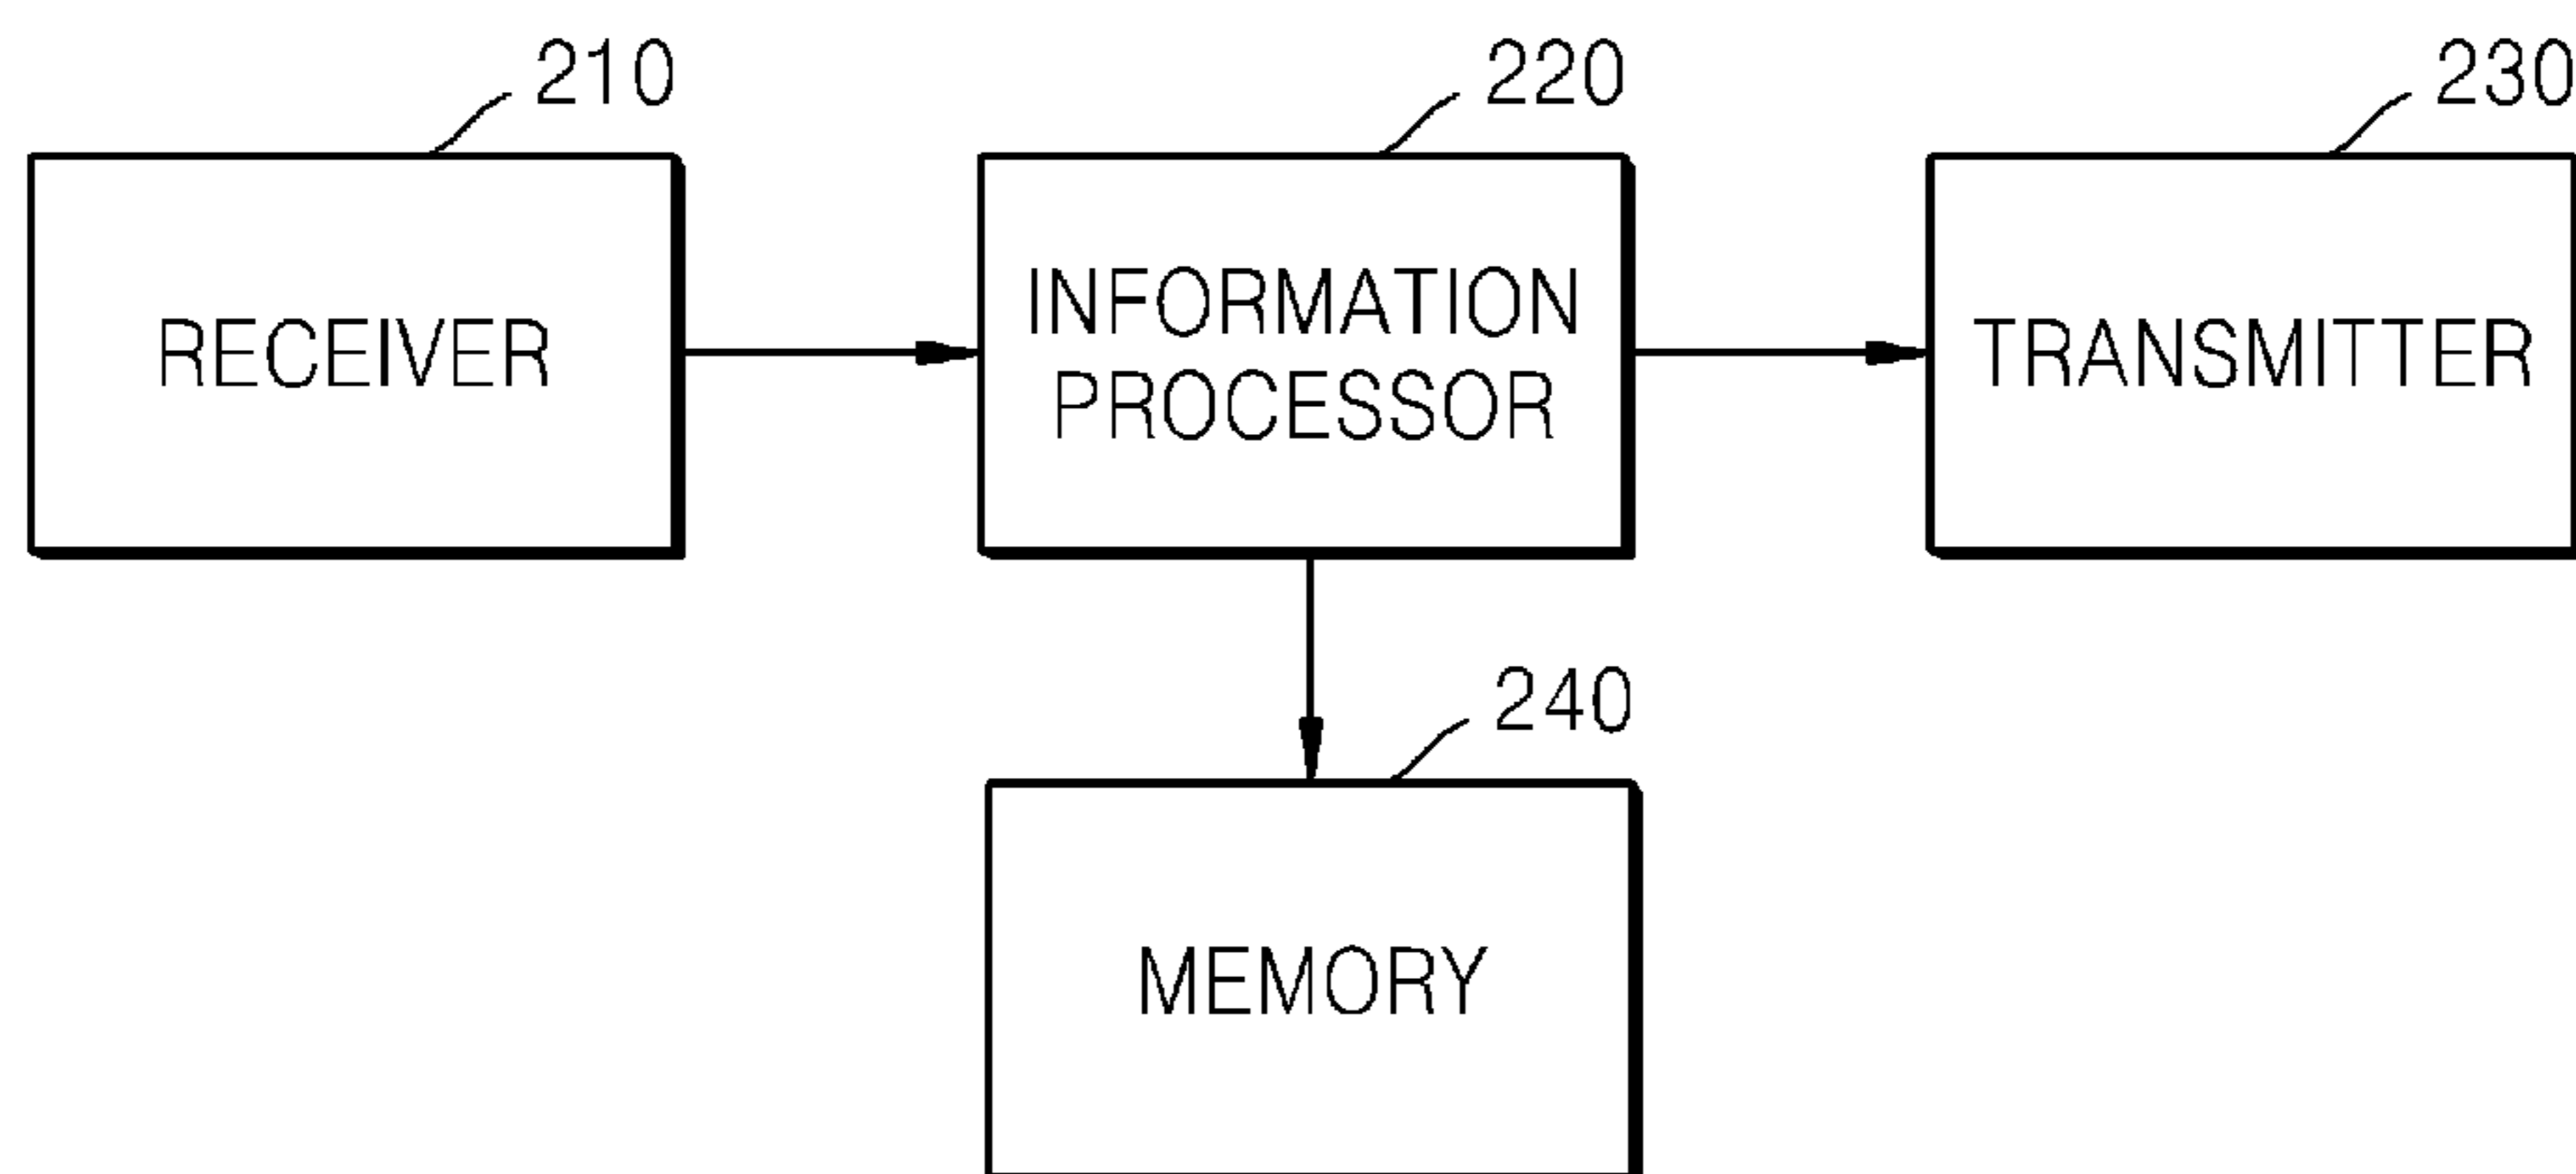 210
220
230
RECEIVER
INFORMATION
PROCESSOR
TRANSMITTER
240
MEMORY